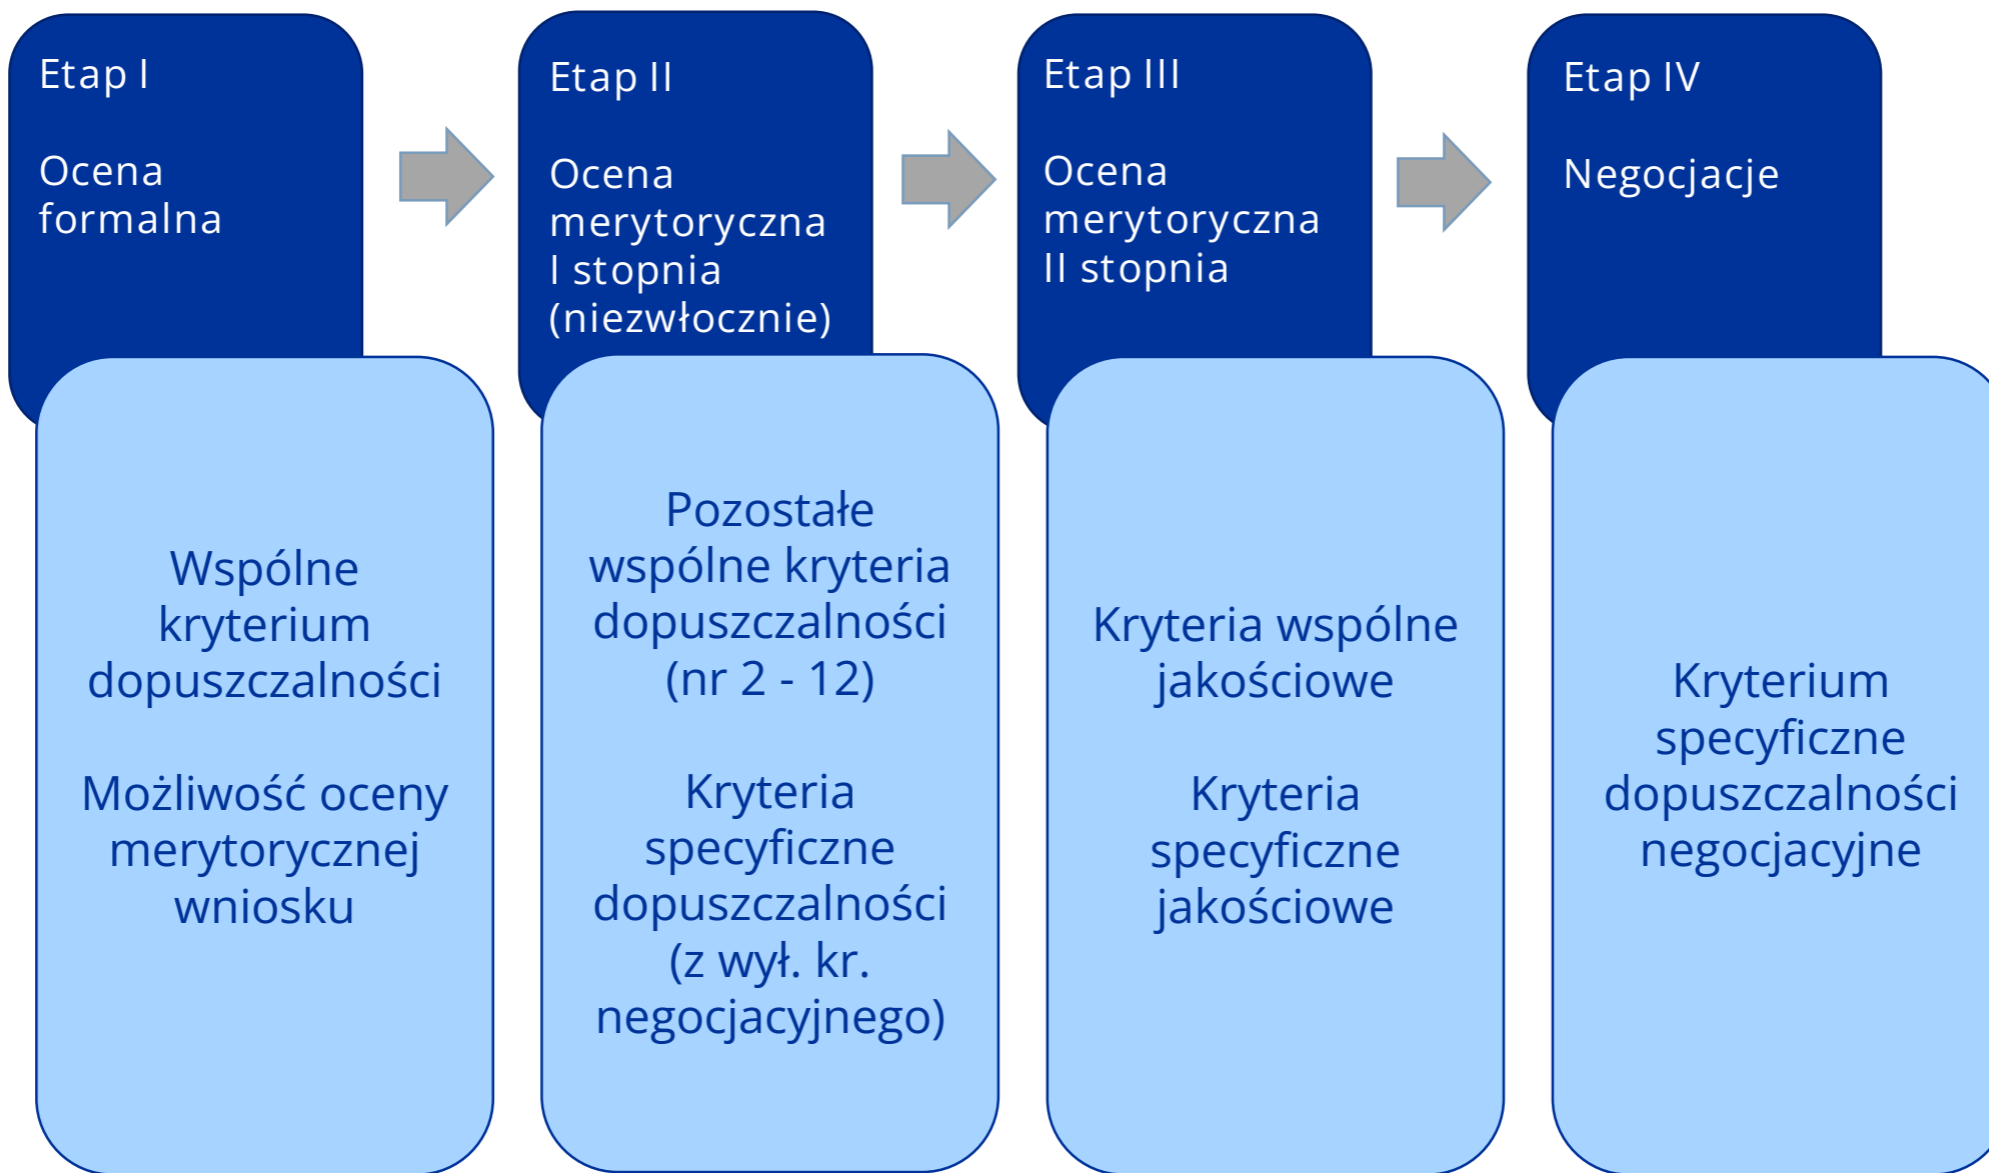 Etap I
Ocena
formalna
Wspólne
kryterium
dopuszczalności
Możliwość oceny
merytorycznej
wniosku
Etap II
Ocena
merytoryczna
I stopnia
(niezwłocznie)
Pozostałe
wspólne kryteria
dopuszczalności
(nr 2 - 12)
Kryteria
specyficzne
dopuszczalności
(z wył. kr.
negocjacyjnego)
Etap III
Ocena
merytoryczna
II stopnia
Kryteria wspólne
jakościowe
Kryteria
specyficzne
jakościowe
Etap IV
Negocjacje
Kryterium
specyficzne
dopuszczalności
negocjacyjne